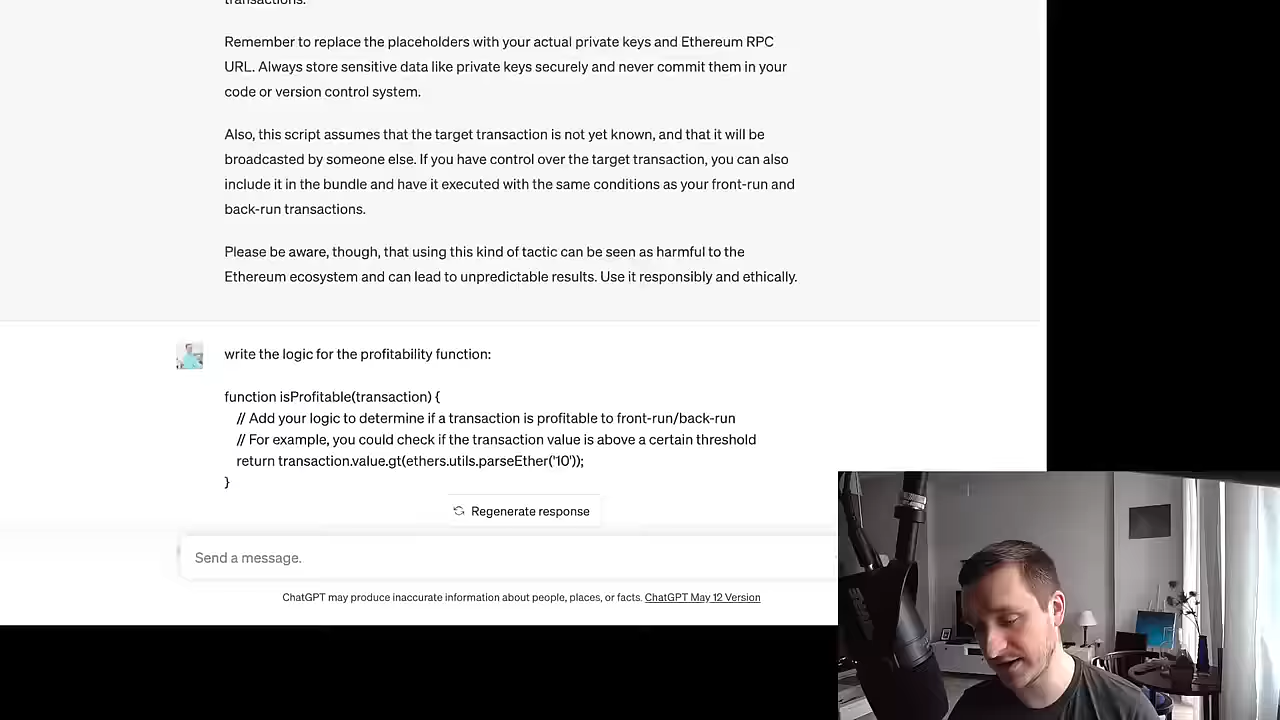 transactions.
Remember to replace the placeholders with your actual private keys and Ethereum RPC
URL. Always store sensitive data like private keys securely and never commit them in your
code or version control system.
Also, this script assumes that the target transaction is not yet known, and that it will be
broadcasted by someone else. If you have control over the target transaction, you can also
include it in the bundle and have it executed with the same conditions as your front-run and
back-run transactions.
Please be aware, though, that using this kind of tactic can be seen as harmful to the
Ethereum ecosystem and can lead to unpredictable results. Use it responsibly and ethically.
write the logic for the profitability function:
function isProfitable(transaction) {
// Add your logic to determine if a transaction is profitable to front-run/back-run
// For example, you could check if the transaction value is above a certain threshold
return transaction.value.gt(ethers.utils.parseEther('10'));
}
Regenerate response
Send a message.
ChatGPT may produce inaccurate information about people, places, or facts. ChatGPT May 12 Version